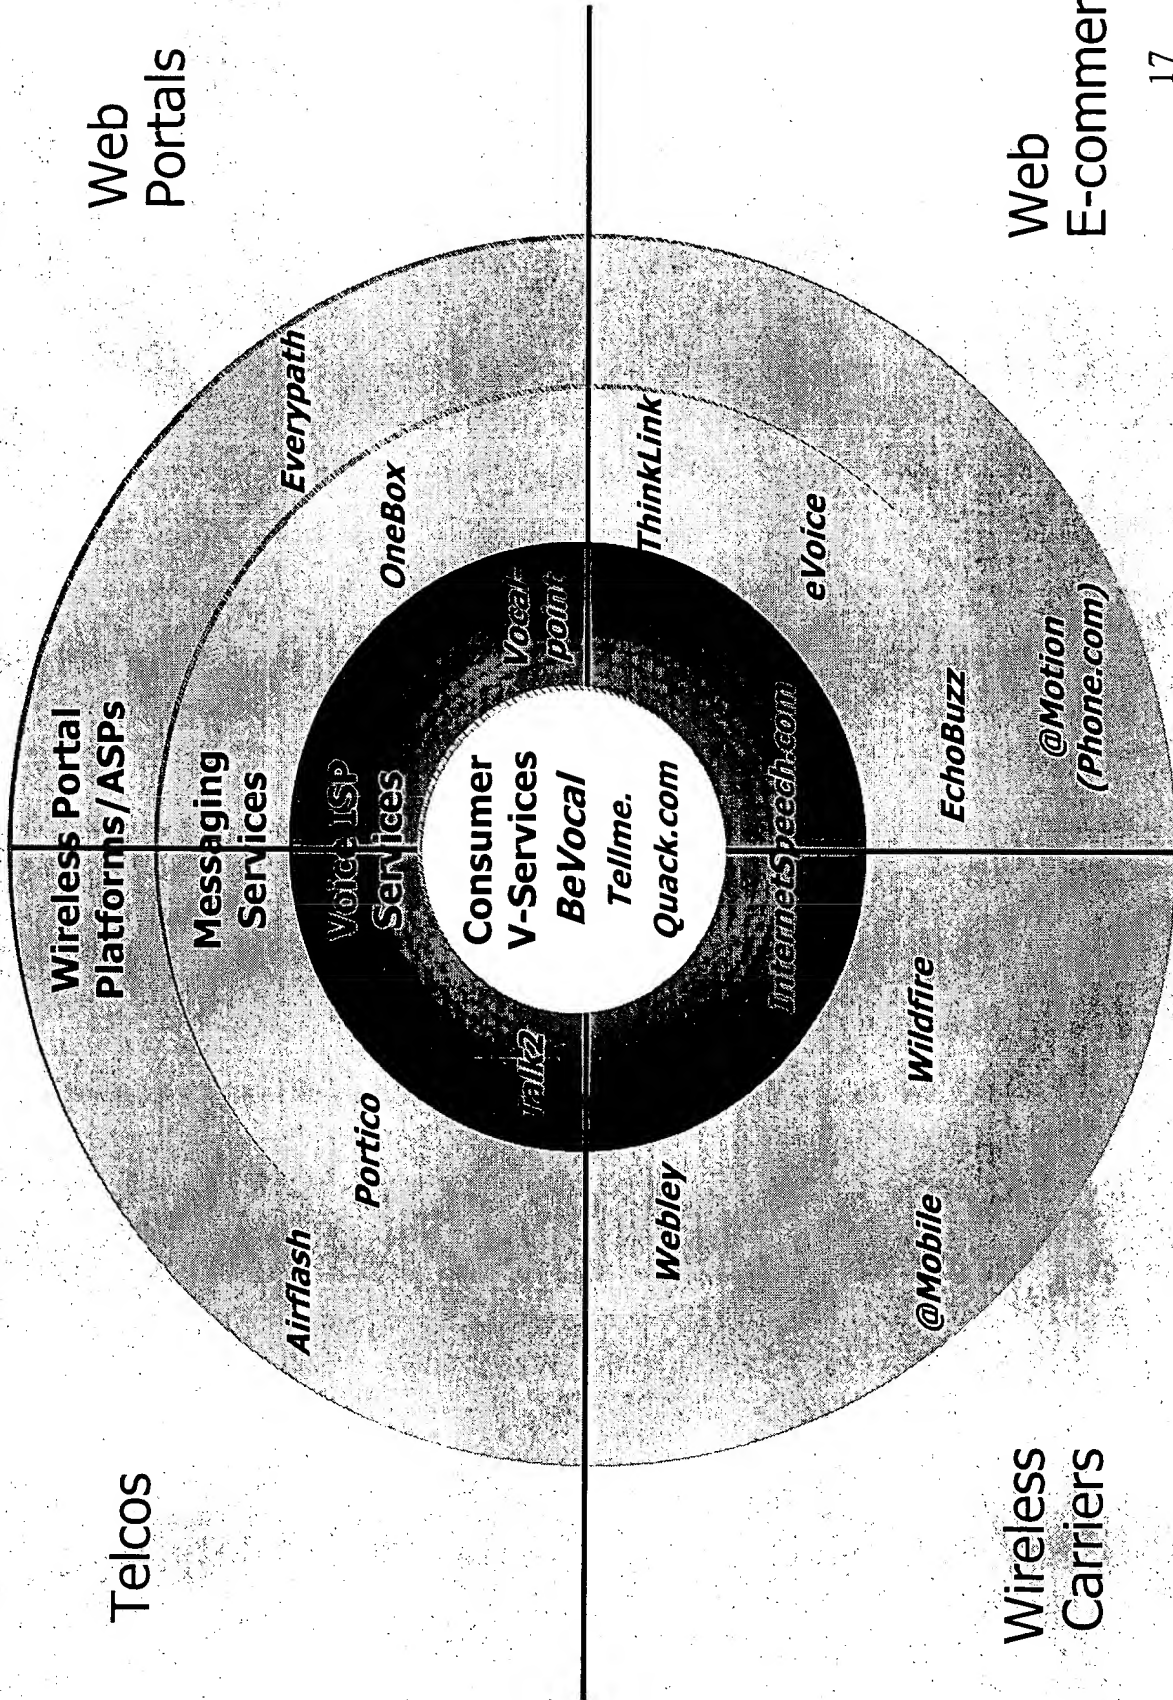 Telcos
Web
Portals
Wireless Portal
Platforms/ASPs
Messaging
Services
Airflash
Everypath
Voice ISP
Services
Portico
OneBox
Consumer
V-Services
BeVocal
Tellme.
Quack.com
Talk2
Vocal-
point
Webley
ThinkLink
InternetSpeech.com
eVoice
Wildfire
@Mobile
EchoBuzz
@Motion
(Phone.com)
Wireless
Carriers
Web
E-commer
17